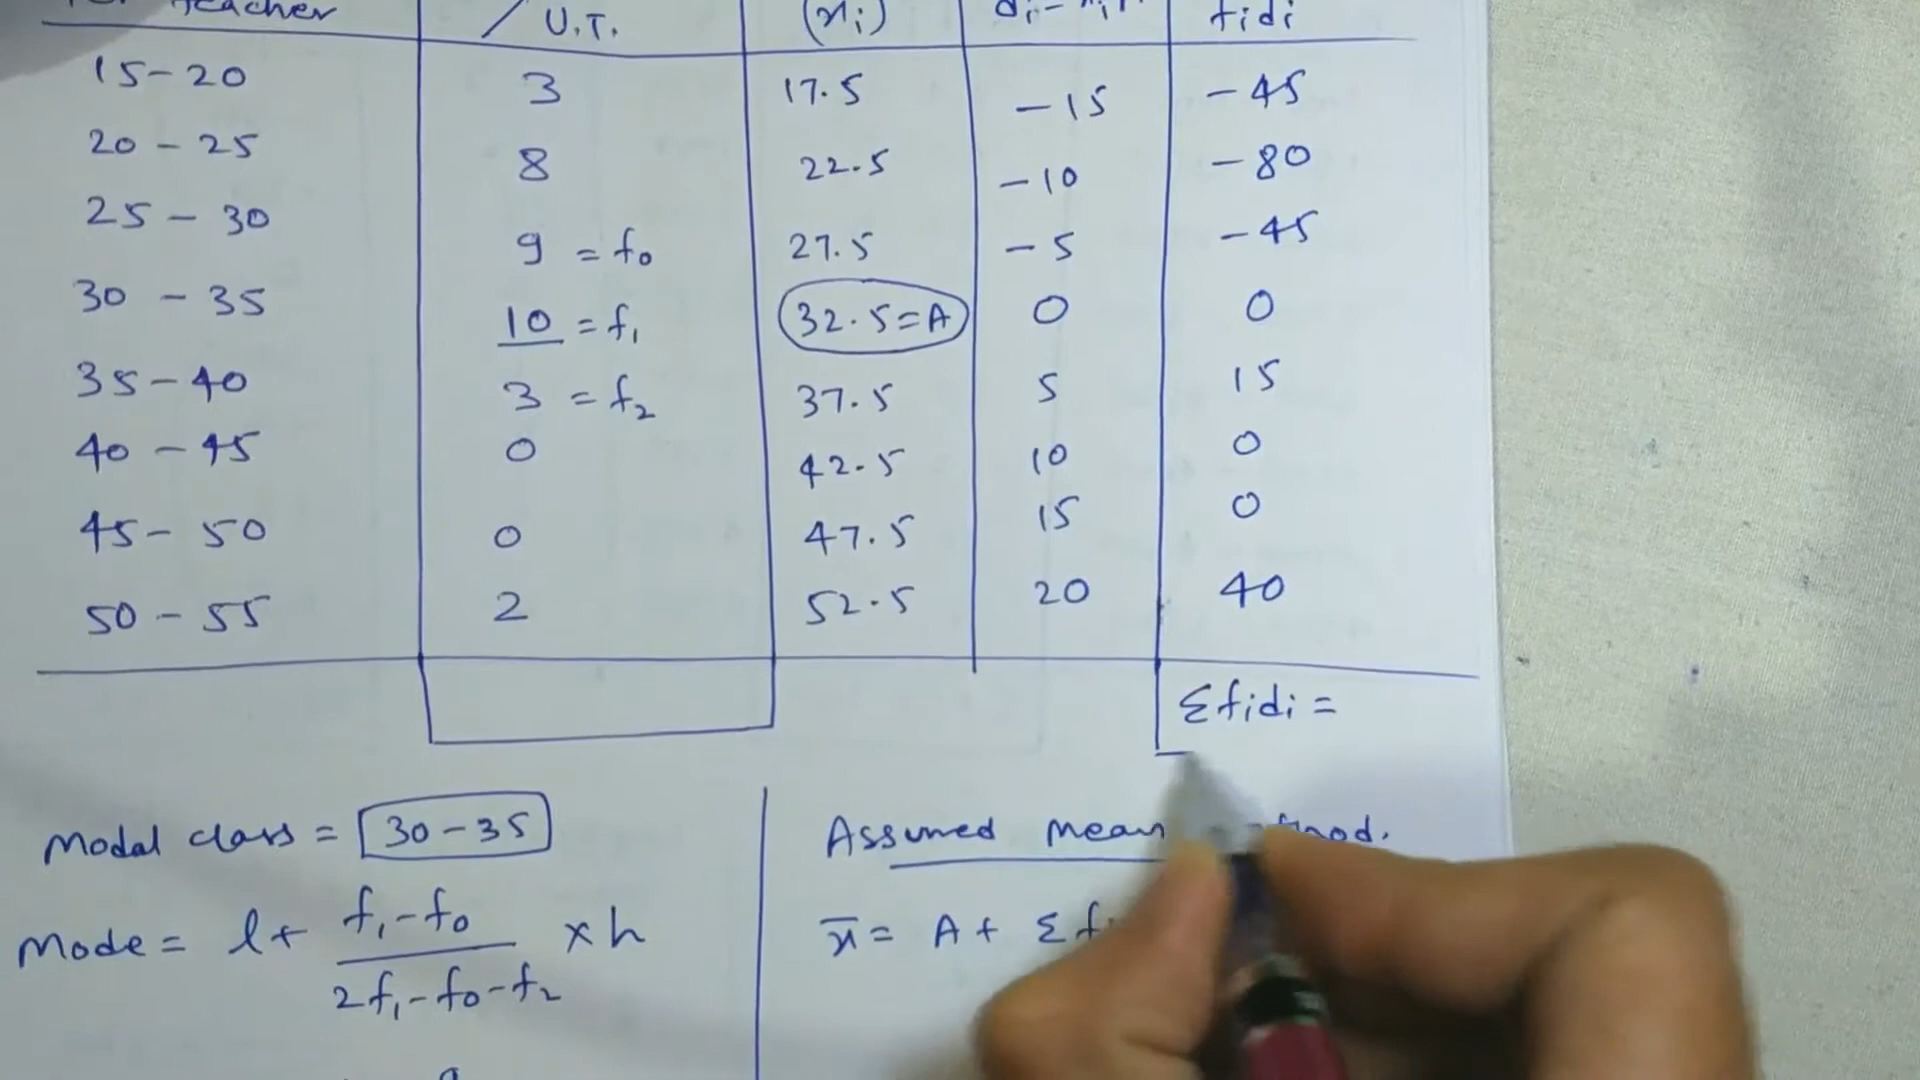 teacher / U.T. (xi) fidi
15-20 3 17.5 -15 -45
20-25 8 22.5 -10 -80
25-30 9 = f0 27.5 -5 -45
30-35 10 = f1 32.5=A 0 0
35-40 3 = f2 37.5 5 15
40-45 0 42.5 10 0
45-50 0 47.5 15 0
50-55 2 52.5 20 40
Σfidi =
Modal class = 30-35
Mode = l+ f1-f0 / 2f1-f0-f2 xh
Assumed mean
x̄ = A+ Σf